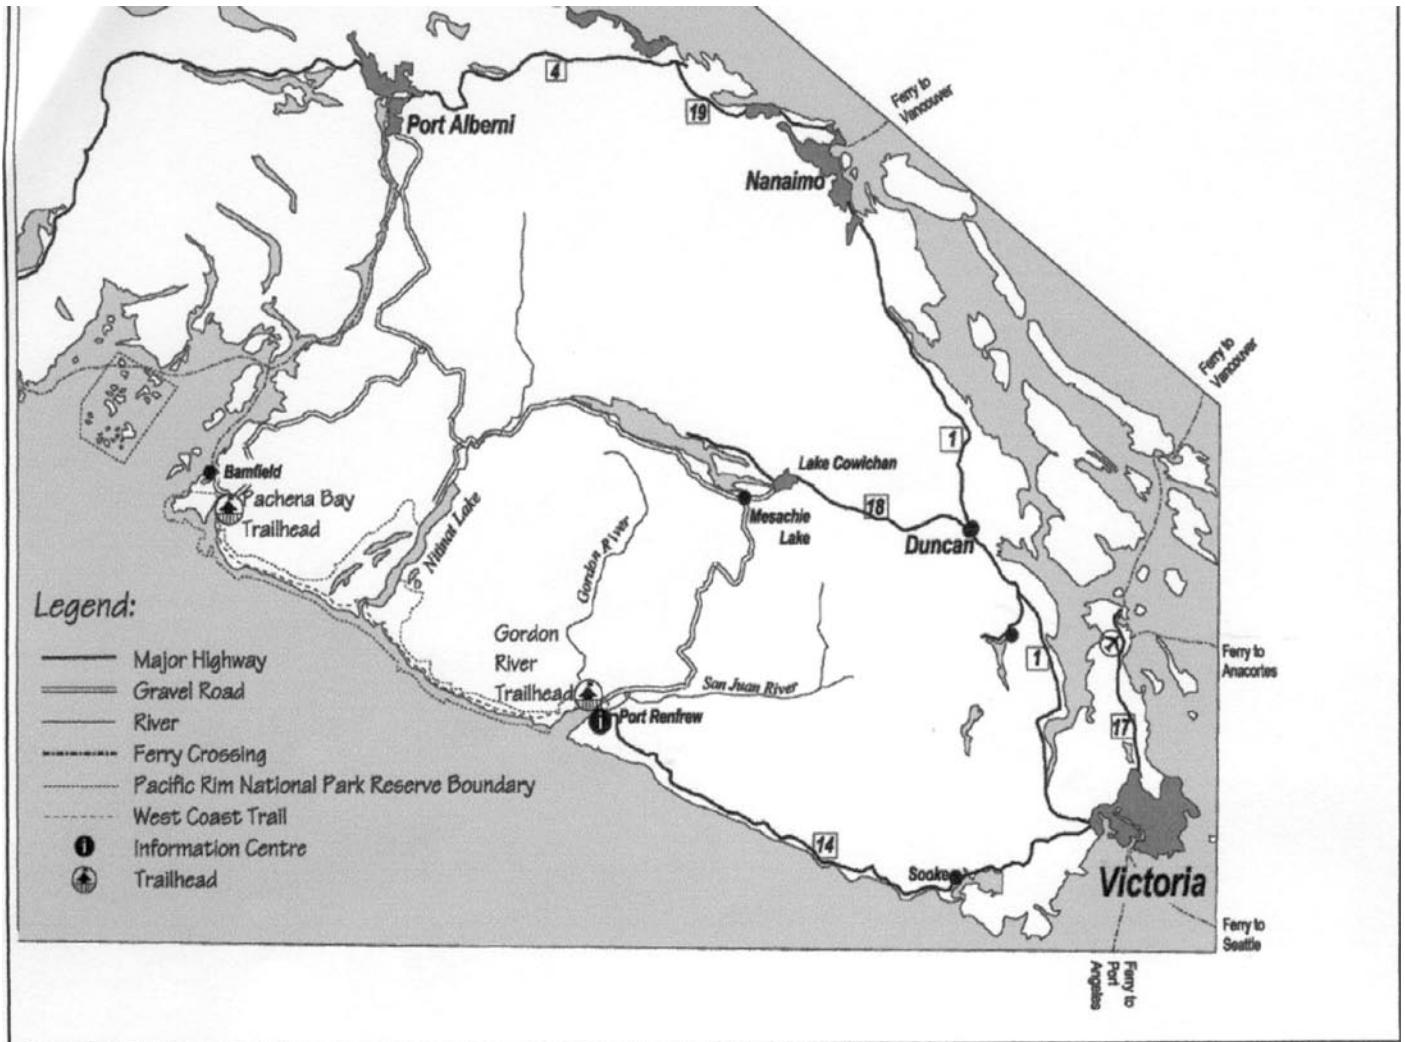 Ferry to
Vancouver
4
19
Port Alberni
Nanaimo
Ferry to
Vancouver
1
Lake Cowichan
Bamfield
Pachena Bay
Trailhead
Nitinat Lake
Gordon River
Mesachie
Lake
18
Duncan
Legend:
Major Highway
Gravel Road
River
Ferry Crossing
Pacific Rim National Park Reserve Boundary
West Coast Trail
i
Information Centre
Trailhead
Gordon
River
Trailhead
San Juan River
i
Port Renfrew
1
Ferry to
Anacortes
17
14
Sooke
Victoria
Ferry to
Seattle
Ferry to
Port
Angeles